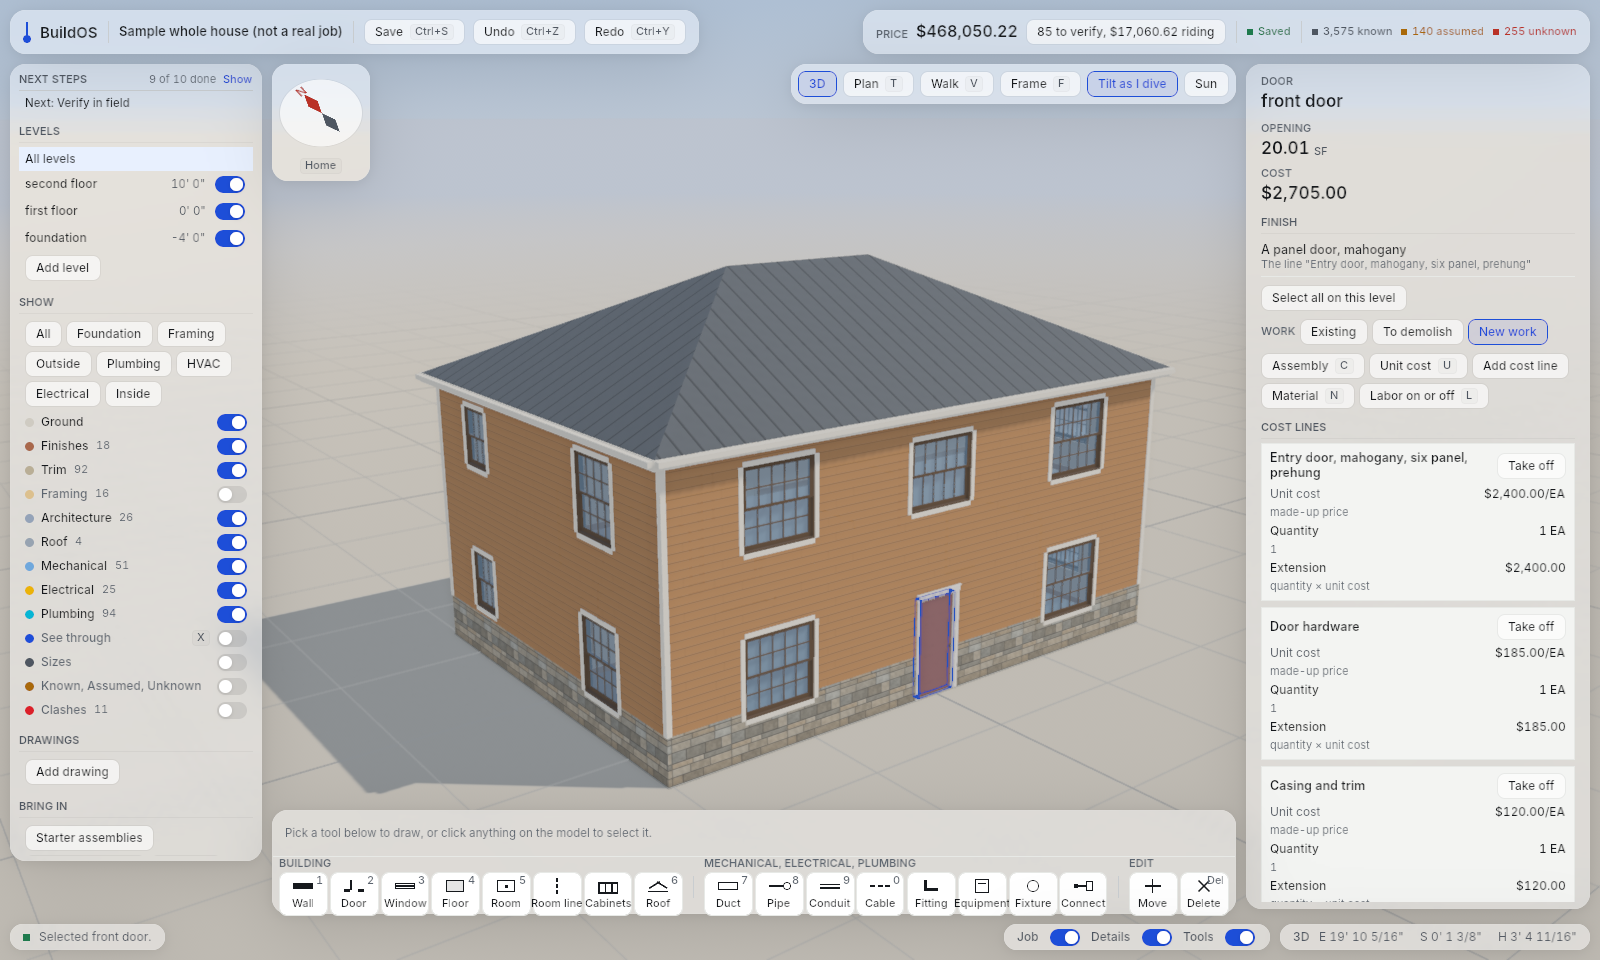 BuildOS
Sample whole house (not a real job)
Save Ctrl+S
Undo Ctrl+Z
Redo Ctrl+Y
PRICE $468,050.22
85 to verify, $17,060.62 riding
Saved
3,575 known
140 assumed
255 unknown
NEXT STEPS 9 of 10 done Show
Next: Verify in field
LEVELS
All levels
second floor 10' 0"
first floor 0' 0"
foundation -4' 0"
Add level
SHOW
All Foundation Framing
Outside Plumbing HVAC
Electrical Inside
Ground
Finishes 18
Trim 92
Framing 16
Architecture 26
Roof 4
Mechanical 51
Electrical 25
Plumbing 94
See through X
Sizes
Known, Assumed, Unknown
Clashes 11
DRAWINGS
Add drawing
BRING IN
Starter assemblies
N
Home
3D
Plan T
Walk V
Frame F
Tilt as I dive
Sun
DOOR
front door
OPENING
20.01 SF
COST
$2,705.00
FINISH
A panel door, mahogany
The line "Entry door, mahogany, six panel, prehung"
Select all on this level
WORK Existing To demolish New work
Assembly C Unit cost U Add cost line
Material N Labor on or off L
COST LINES
Entry door, mahogany, six panel, prehung Take off
Unit cost $2,400.00/EA
made-up price
Quantity 1 EA
1
Extension $2,400.00
quantity × unit cost
Door hardware Take off
Unit cost $185.00/EA
made-up price
Quantity 1 EA
1
Extension $185.00
quantity × unit cost
Casing and trim Take off
Unit cost $120.00/EA
made-up price
Quantity 1 EA
1
Extension $120.00
quantity × unit cost
Pick a tool below to draw, or click anything on the model to select it.
BUILDING
Wall 1
Door 2
Window 3
Floor 4
Room 5
Room line
Cabinets
Roof 6
MECHANICAL, ELECTRICAL, PLUMBING
Duct 7
Pipe 8
Conduit 9
Cable 0
Fitting
Equipment
Fixture
Connect
EDIT
Move
Delete Del
Selected front door.
Job Details Tools
3D E 19' 10 5/16" S 0' 1 3/8" H 3' 4 11/16"